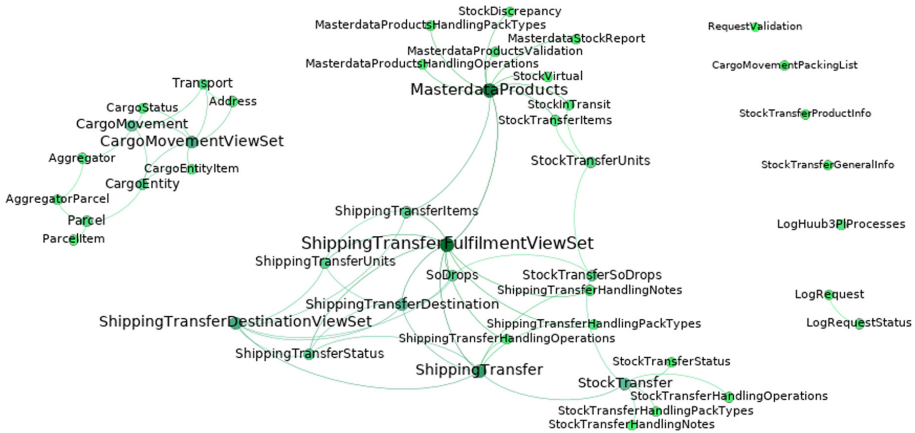 StockDiscrepancy
MasterdataProductsHandlingPackTypes
RequestValidation
MasterdataStockReport
MasterdataProductsValidation
MasterdataProductsHandlingOperations
CargoMovementPackingList
StockVirtual
Transport
MasterdataProducts
Address
CargoStatus
StockInTransit
StockTransferProductInfo
CargoMovement
StockTransferItems
CargoMovementViewSet
Aggregator
StockTransferUnits
StockTransferGeneralInfo
CargoEntityItem
CargoEntity
AggregatorParcel
ShippingTransferItems
Parcel
LogHuub3PlProcesses
ParcelItem
ShippingTransferFulfilmentViewSet
ShippingTransferUnits
SoDrops
StockTransferSoDrops
ShippingTransferHandlingNotes
LogRequest
ShippingTransferDestination
ShippingTransferDestinationViewSet
ShippingTransferHandlingPackTypes
LogRequestStatus
ShippingTransferHandlingOperations
ShippingTransferStatus
StockTransferStatus
ShippingTransfer
StockTransfer
StockTransferHandlingOperations
StockTransferHandlingPackTypes
StockTransferHandlingNotes